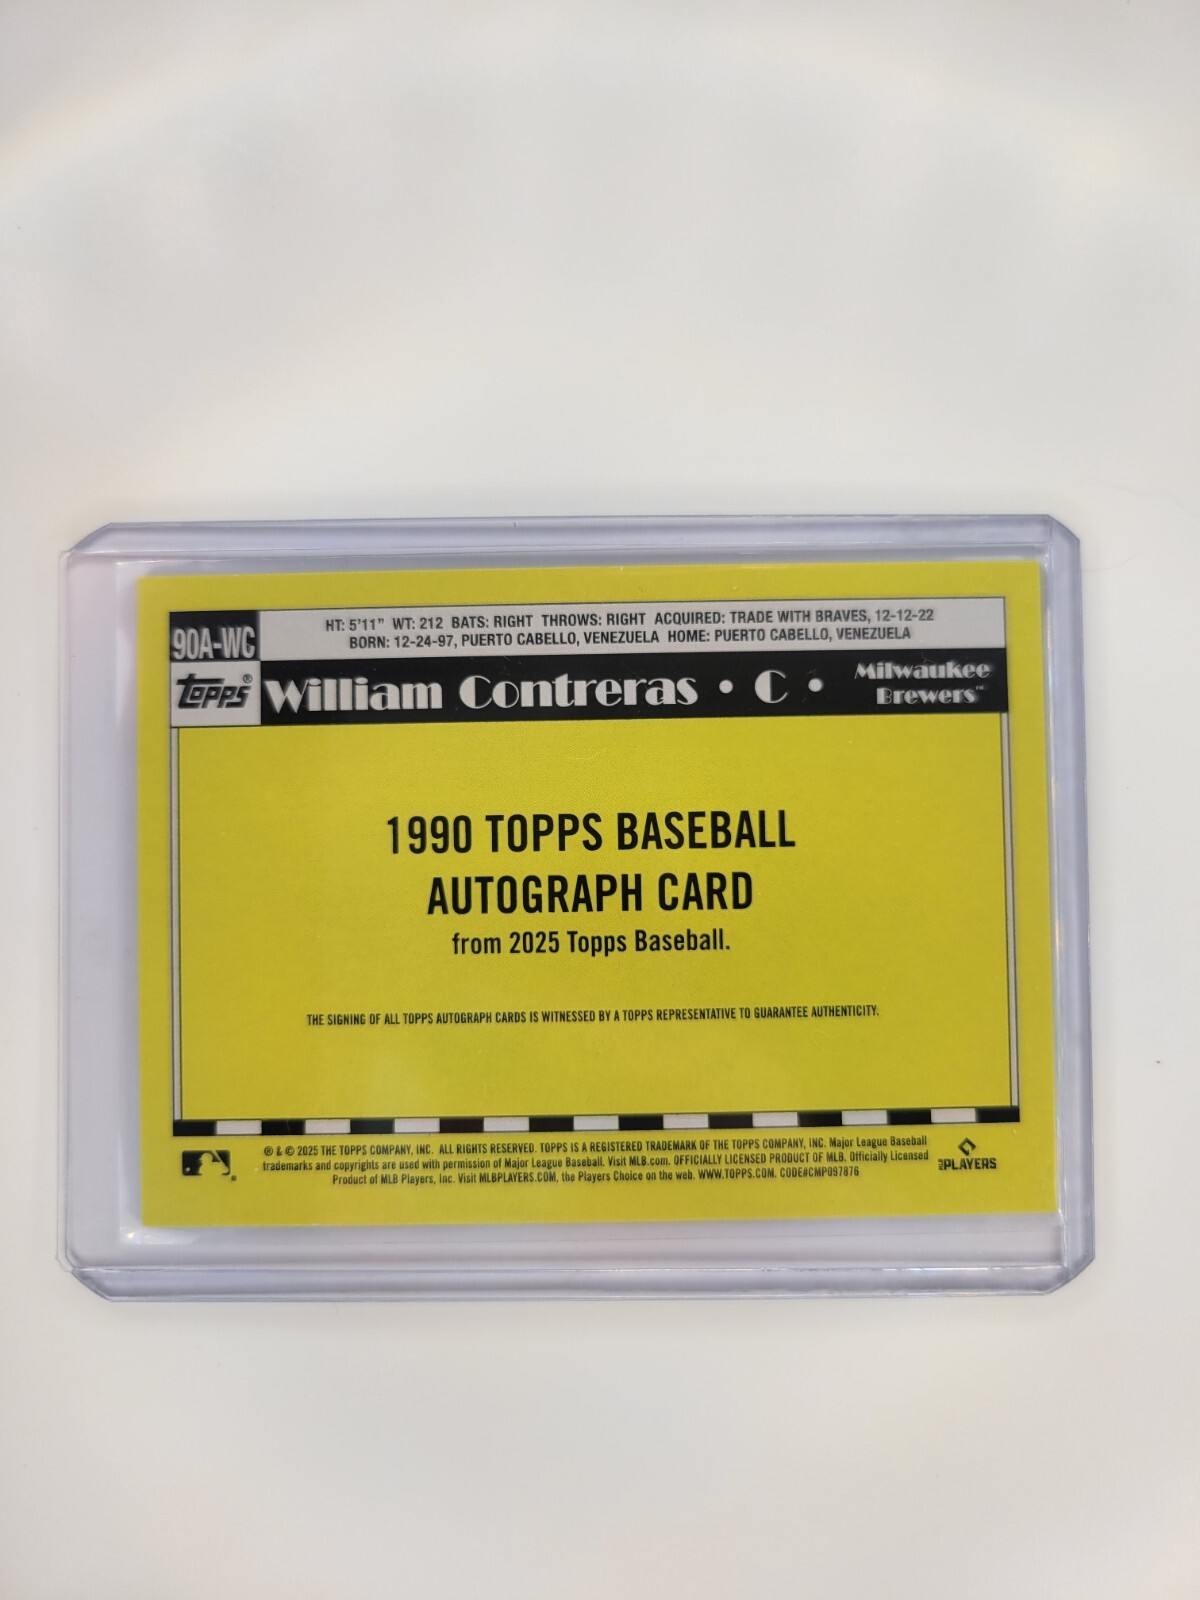 90A-WC
HT: 5'11" WT: 212 BATS: RIGHT THROWS: RIGHT ACQUIRED: TRADE WITH BRAVES, 12-12-22
BORN: 12-24-97, PUERTO CABELLO, VENEZUELA HOME: PUERTO CABELLO, VENEZUELA
TOPPS®
William Contreras • C •
Milwaukee
Brewers™
1990 TOPPS BASEBALL
AUTOGRAPH CARD
from 2025 Topps Baseball.
THE SIGNING OF ALL TOPPS AUTOGRAPH CARDS IS WITNESSED BY A TOPPS REPRESENTATIVE TO GUARANTEE AUTHENTICITY.
® & © 2025 THE TOPPS COMPANY, INC. ALL RIGHTS RESERVED. TOPPS IS A REGISTERED TRADEMARK OF THE TOPPS COMPANY, INC. Major League Baseball
trademarks and copyrights are used with permission of Major League Baseball. Visit MLB.com. OFFICIALLY LICENSED PRODUCT OF MLB. Officially Licensed
Product of MLB Players, Inc. Visit MLBPLAYERS.COM, the Players Choice on the web. WWW.TOPPS.COM. CODE#CMP097876
MLB PLAYERS